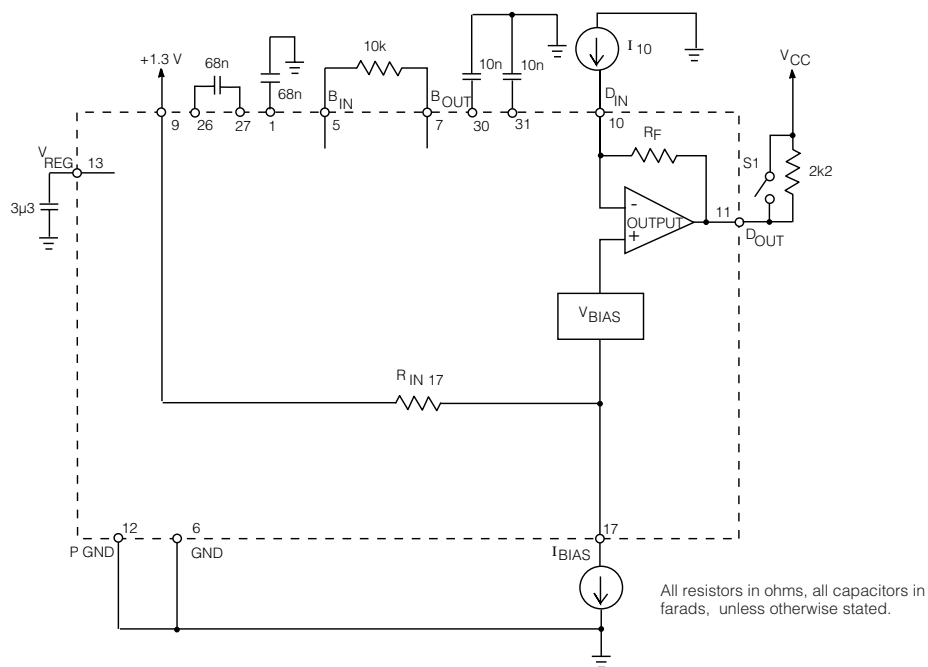 +1.3 V
68n
68n
10k
B IN
B OUT
10n
10n
I 10
D IN
V CC
9
26
27
1
5
7
30
31
10
R F
S1
2k2
V REG
13
3µ3
-
OUTPUT
+
11
D OUT
V BIAS
R IN 17
12
6
17
P GND
GND
I BIAS
All resistors in ohms, all capacitors in
farads, unless otherwise stated.